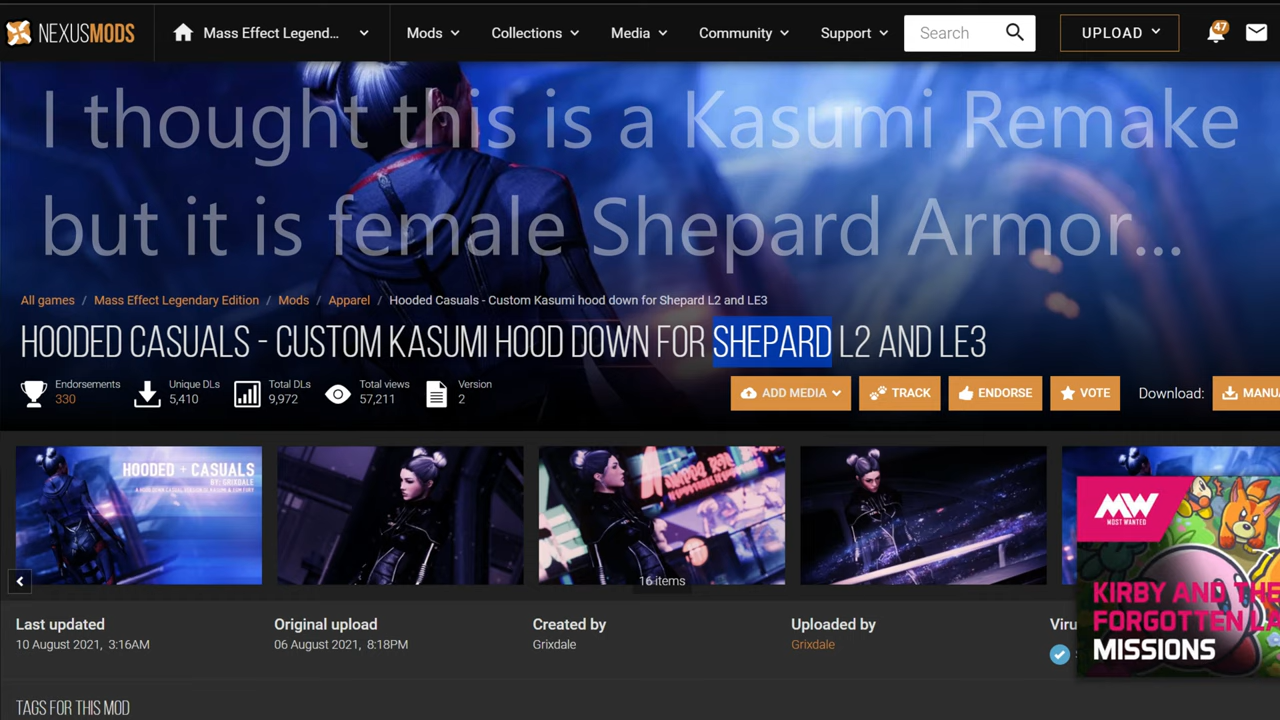 NEXUSMODS
Mass Effect Legend...
Mods
Collections
Media
Community
Support
Search
UPLOAD
47
I thought this is a Kasumi Remake
but it is female Shepard Armor...
All games / Mass Effect Legendary Edition / Mods / Apparel / Hooded Casuals - Custom Kasumi hood down for Shepard L2 and LE3
HOODED CASUALS - CUSTOM KASUMI HOOD DOWN FOR SHEPARD L2 AND LE3
Endorsements
330
Unique DLs
5,410
Total DLs
9,972
Total views
57,211
Version
2
ADD MEDIA
TRACK
ENDORSE
VOTE
Download:
MANU
HOODED + CASUALS
BY: GRIXDALE
16 items
MW
MOST WANTED
KIRBY AND THE
FORGOTTEN LA
MISSIONS
Last updated
10 August 2021, 3:16AM
Original upload
06 August 2021, 8:18PM
Created by
Grixdale
Uploaded by
Grixdale
Viru
TAGS FOR THIS MOD